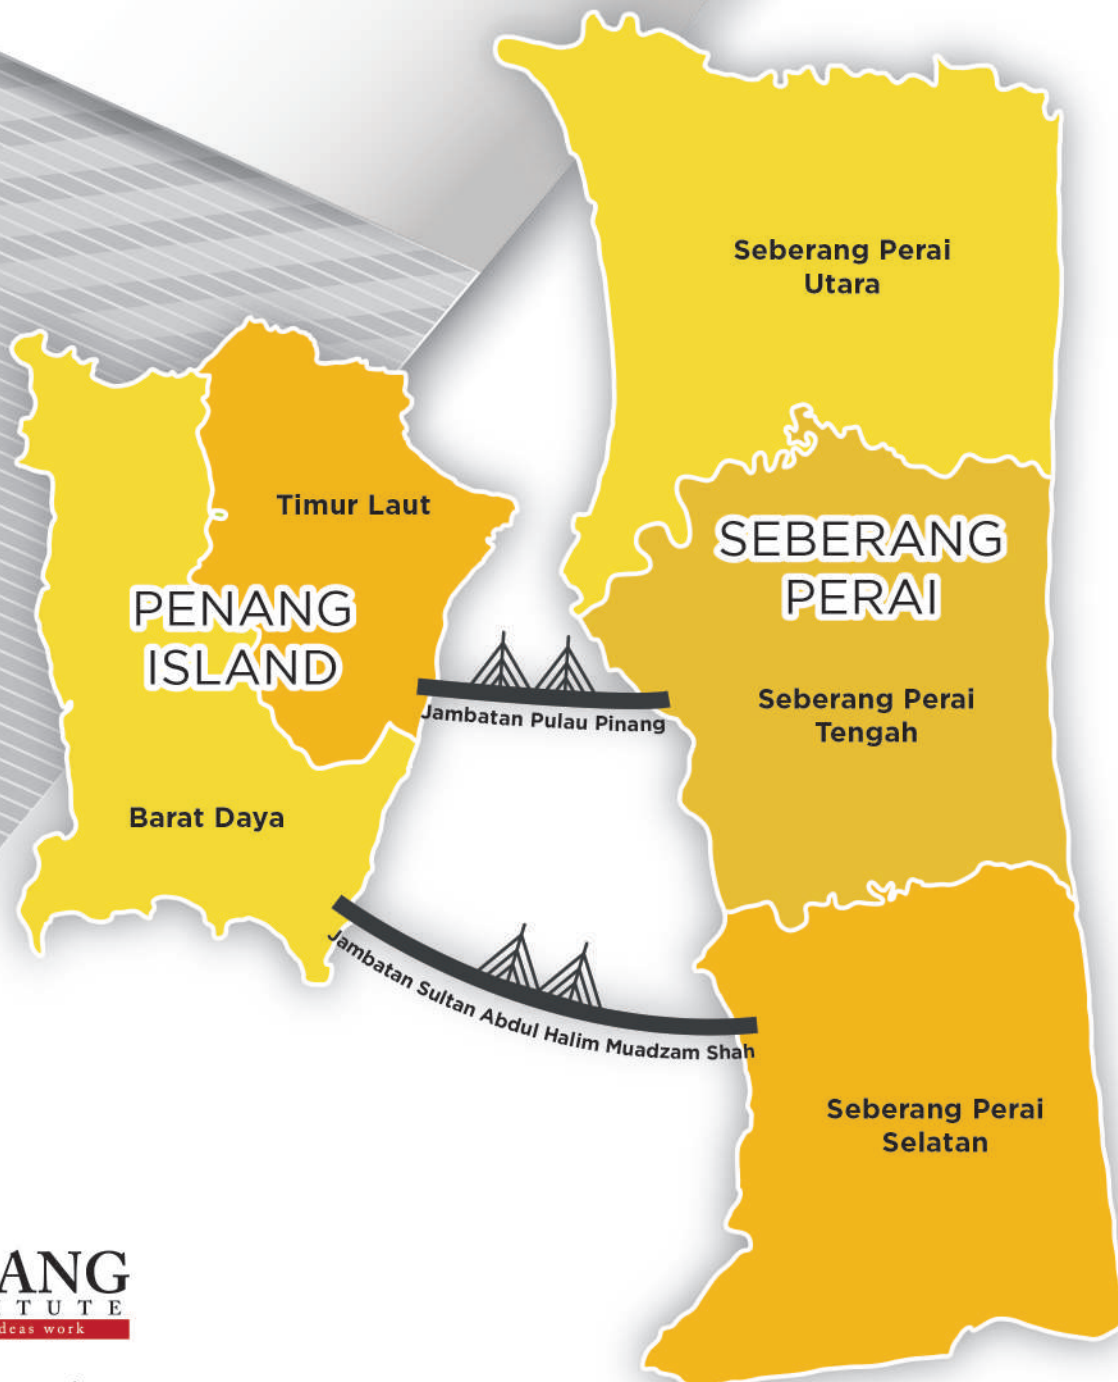 Seberang Perai
Utara
Timur Laut
SEBERANG
PERAI
PENANG
ISLAND
Jambatan Pulau Pinang
Seberang Perai
Tengah
Barat Daya
Jambatan Sultan Abdul Halim Muadzam Shah
Seberang Perai
Selatan
ANG
ITUTE
deas work